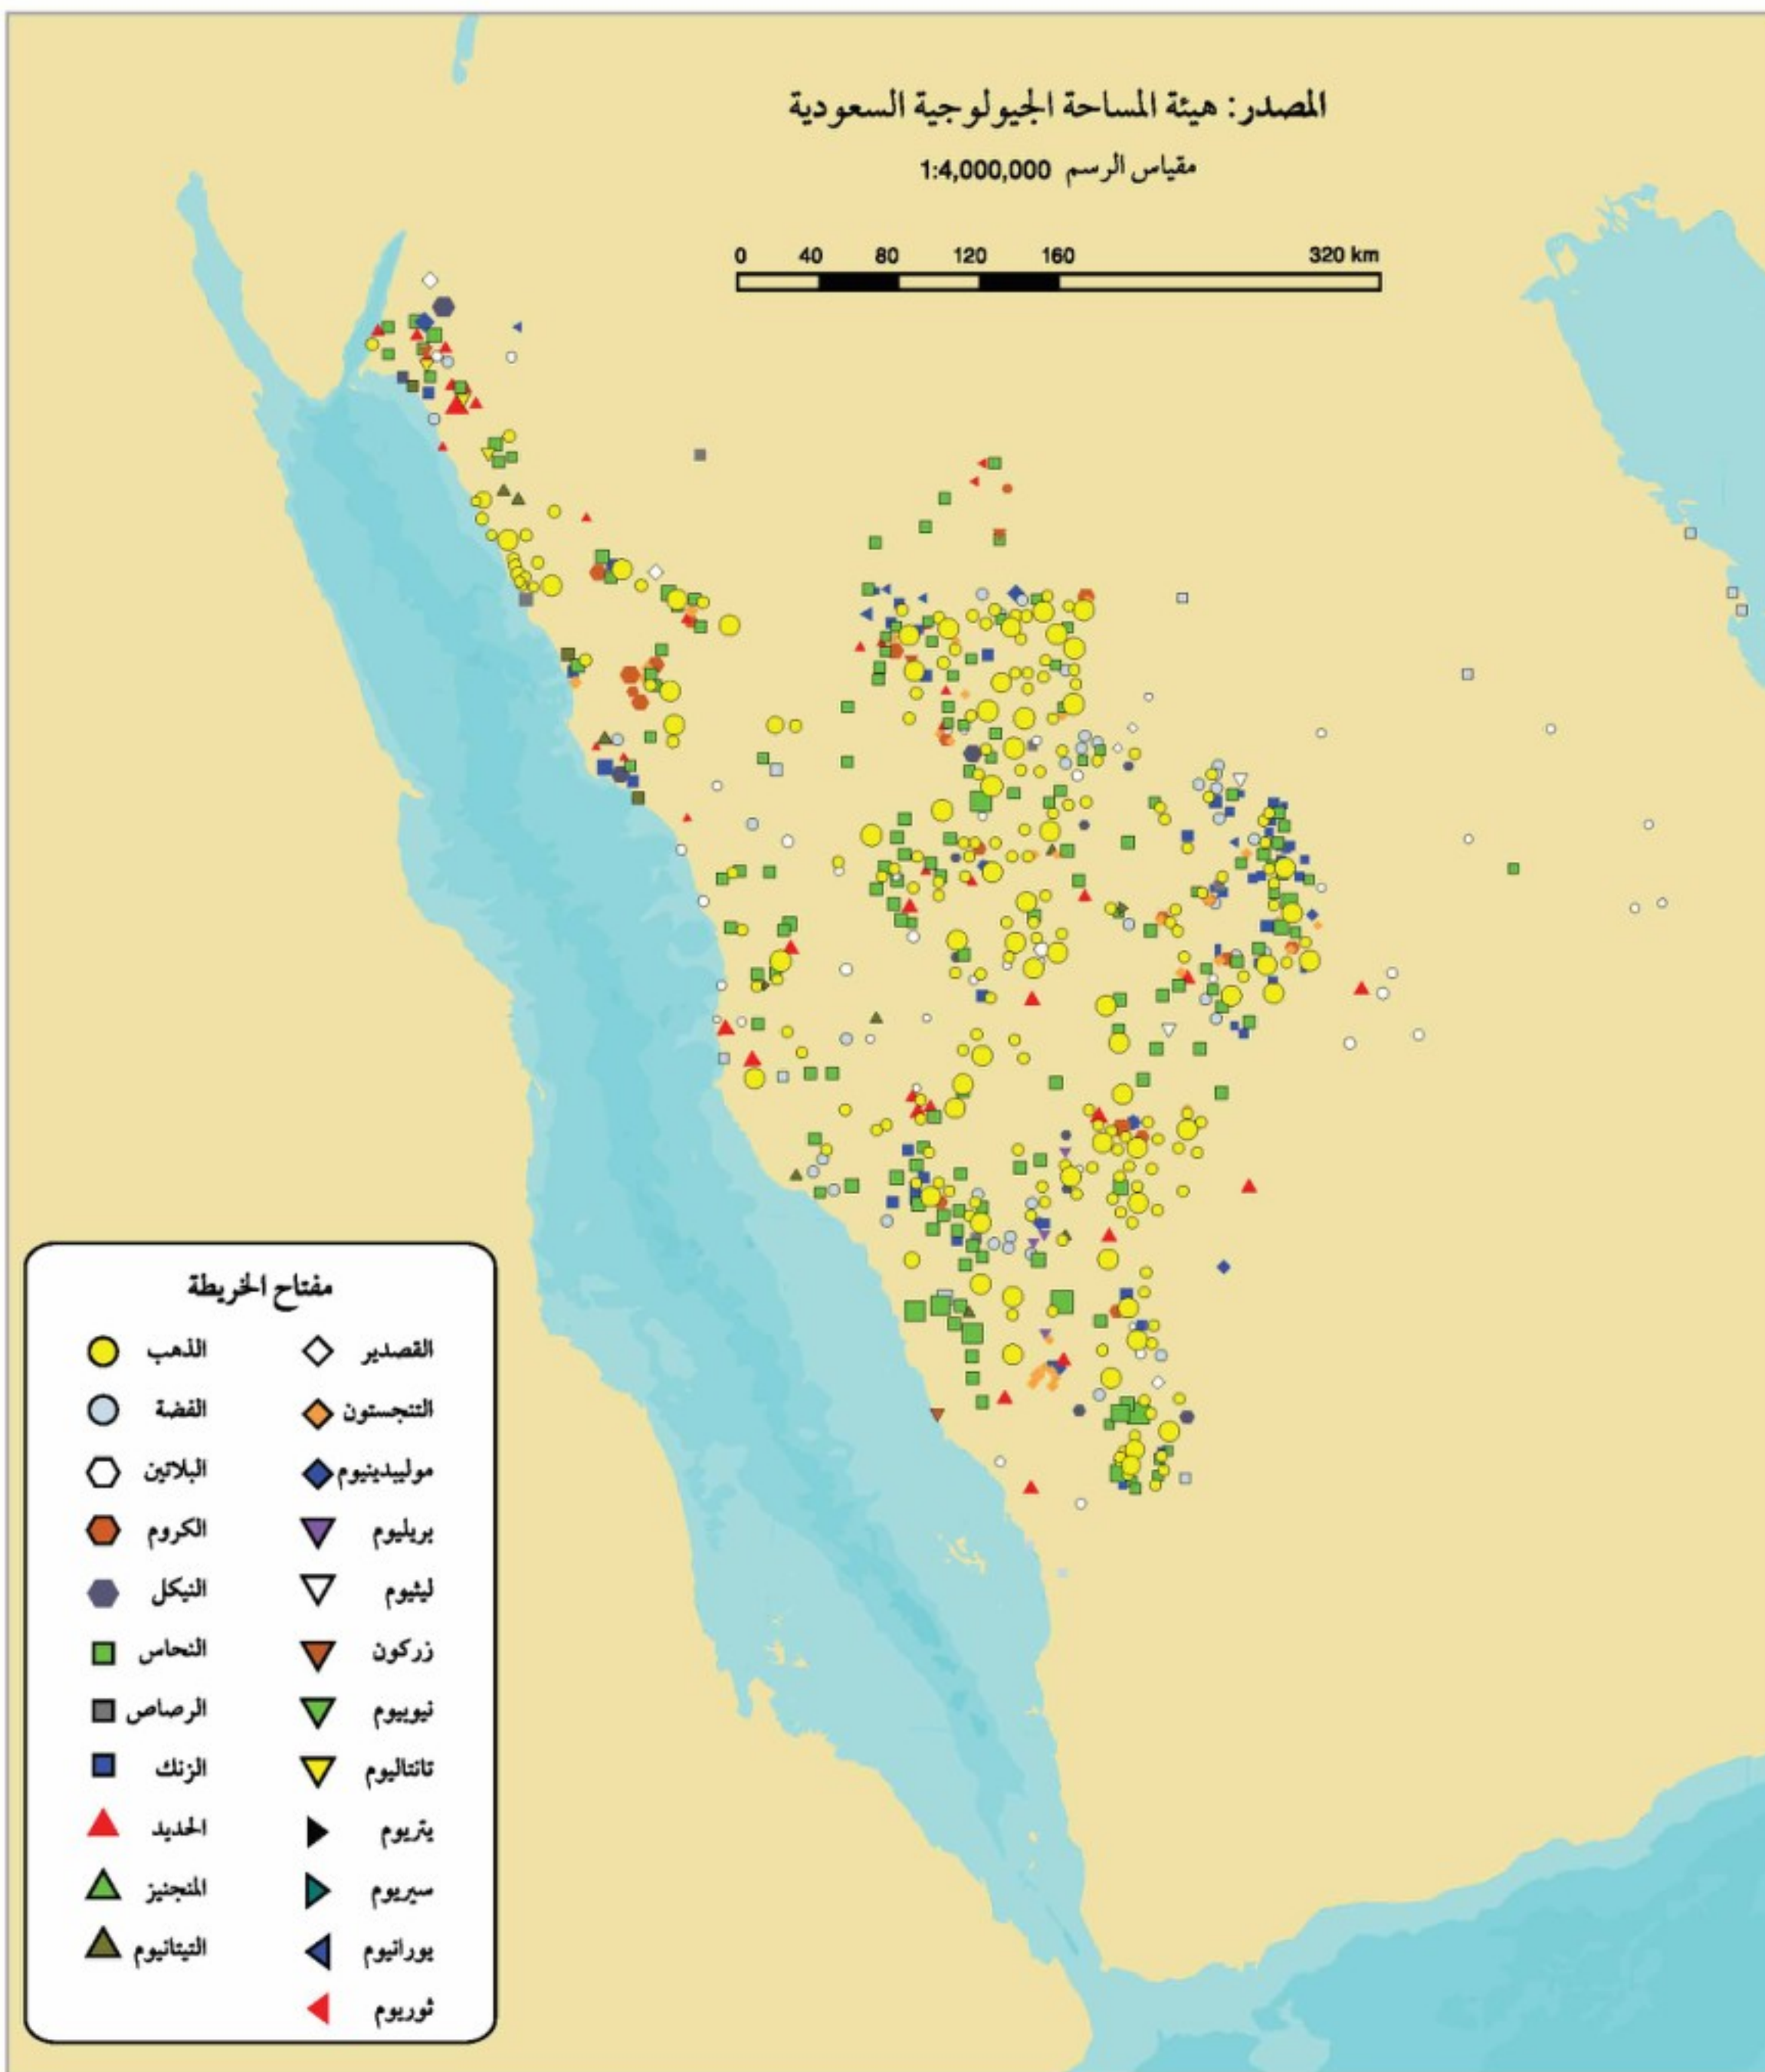 المصدر: هيئة المساحة الجيولوجية السعودية
مقياس الرسم 1:4,000,000
0 40 80 120 160 320 km
مفتاح الخريطة
القصدير الذهب
التنجستون الفضة
موليبدينيوم البلاتين
بريليوم الكروم
ليثيوم النيكل
زركون النحاس
نيوبيوم الرصاص
تانتاليوم الزنك
يتريوم الحديد
سيريوم المنجنيز
يورانيوم التيتانيوم
ثوريوم